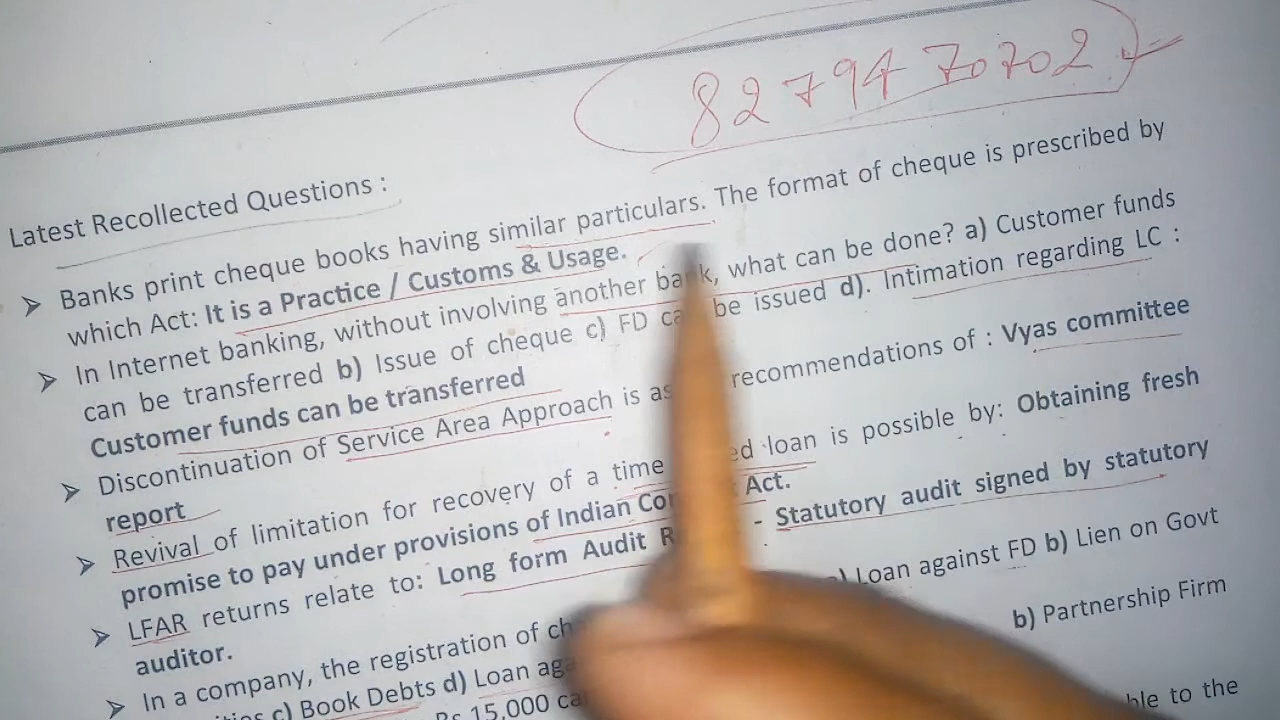 8279470702
Latest Recollected Questions :
➤ Banks print cheque books having similar particulars. The format of cheque is prescribed by
which Act: It is a Practice / Customs & Usage.
➤ In Internet banking, without involving another bank, what can be done? a) Customer funds
can be transferred b) Issue of cheque c) FD be issued d). Intimation regarding LC :
Customer funds can be transferred
➤ Discontinuation of Service Area Approach is recommendations of : Vyas committee
report
➤ Revival of limitation for recovery of a time loan is possible by: Obtaining fresh
promise to pay under provisions of Indian Act.
➤ LFAR returns relate to: Long form Audit - Statutory audit signed by statutory
auditor.
➤ In a company, the registration of Loan against FD b) Lien on Govt
c) Book Debts d) Loan b) Partnership Firm
Rs 15,000 to the